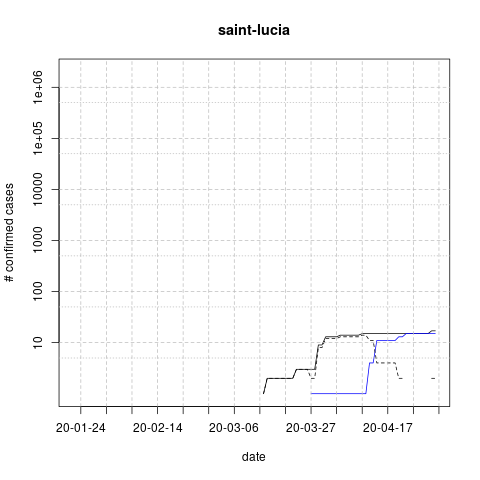 saint-lucia
# confirmed cases
1e+06
1e+05
10000
1000
100
10
20-01-24
20-02-14
20-03-06
20-03-27
20-04-17
date